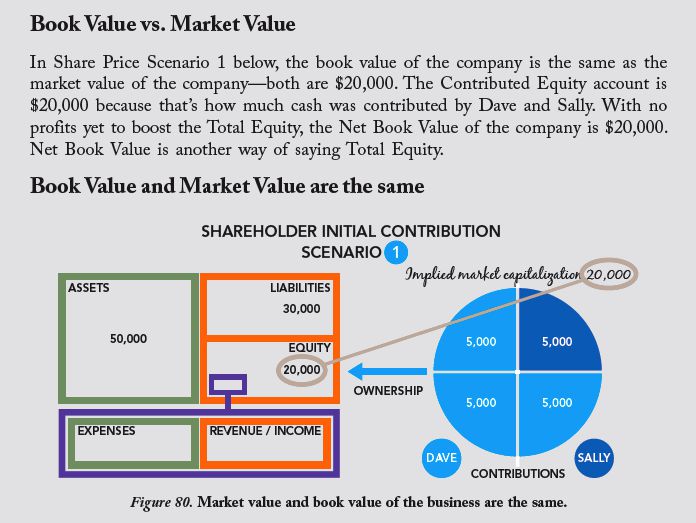 Book Value vs. Market Value
In Share Price Scenario 1 below, the book value of the company is the same as the
market value of the company—both are $20,000. The Contributed Equity account is
$20,000 because that's how much cash was contributed by Dave and Sally. With no
profits yet to boost the Total Equity, the Net Book Value of the company is $20,000.
Net Book Value is another way of saying Total Equity.
Book Value and Market Value are the same
SHAREHOLDER INITIAL CONTRIBUTION
SCENARIO 1
Implied market capitalization 20,000
ASSETS
50,000
LIABILITIES
30,000
EQUITY
20,000
EXPENSES
REVENUE / INCOME
OWNERSHIP
5,000
5,000
5,000
5,000
DAVE
SALLY
CONTRIBUTIONS
Figure 80. Market value and book value of the business are the same.